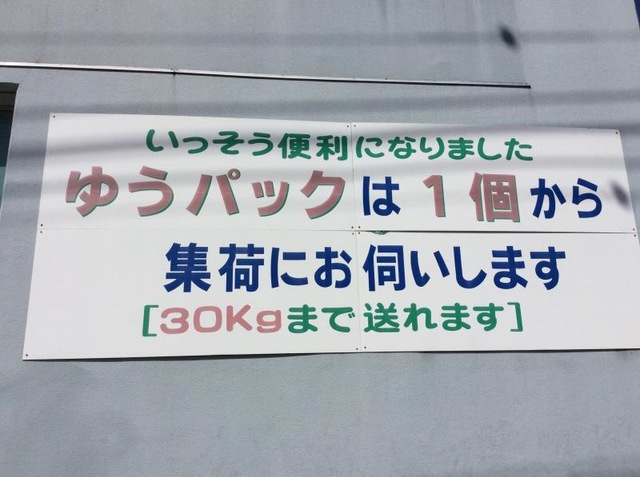 いっそう便利になりました
ゆうパックは1個から
集荷にお伺いします
[30Kgまで送れます]